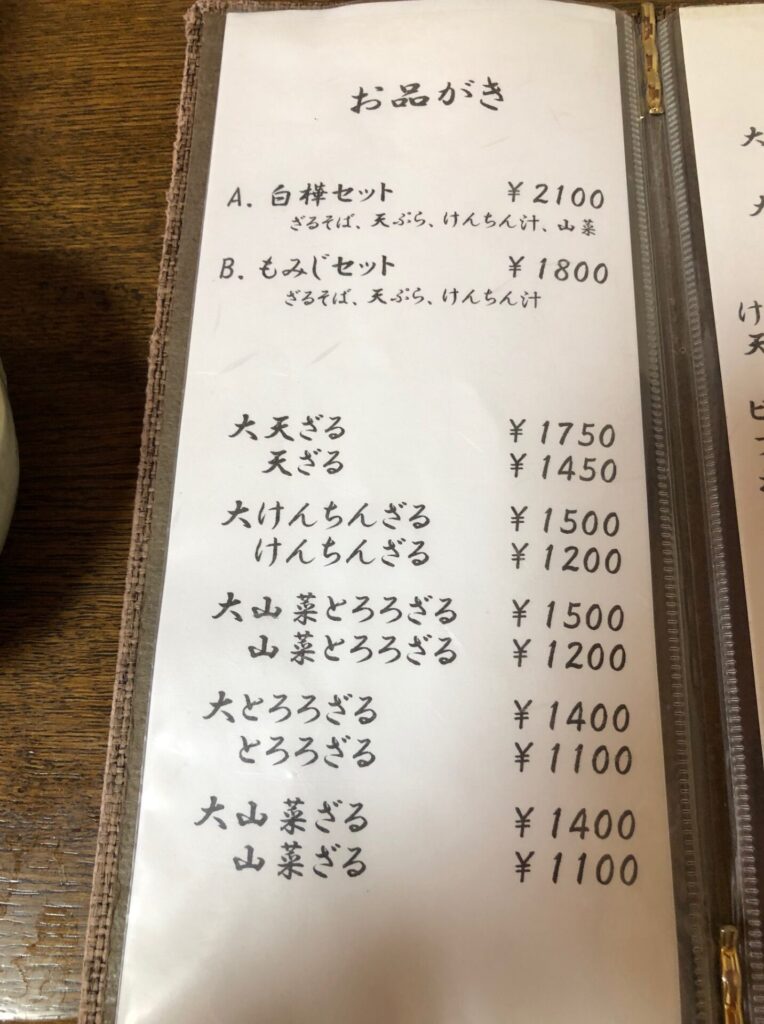 お品がき
A. 白樺セット ¥2100
ざるそば、天ぷら、けんちん汁、山菜
B. もみじセット ¥1800
ざるそば、天ぷら、けんちん汁
大天ざる ¥1750
天ざる ¥1450
大けんちんざる ¥1500
けんちんざる ¥1200
大山菜とろろざる ¥1500
山菜とろろざる ¥1200
大とろろざる ¥1400
とろろざる ¥1100
大山菜ざる ¥1400
山菜ざる ¥1100
大
大
け
天
ビ